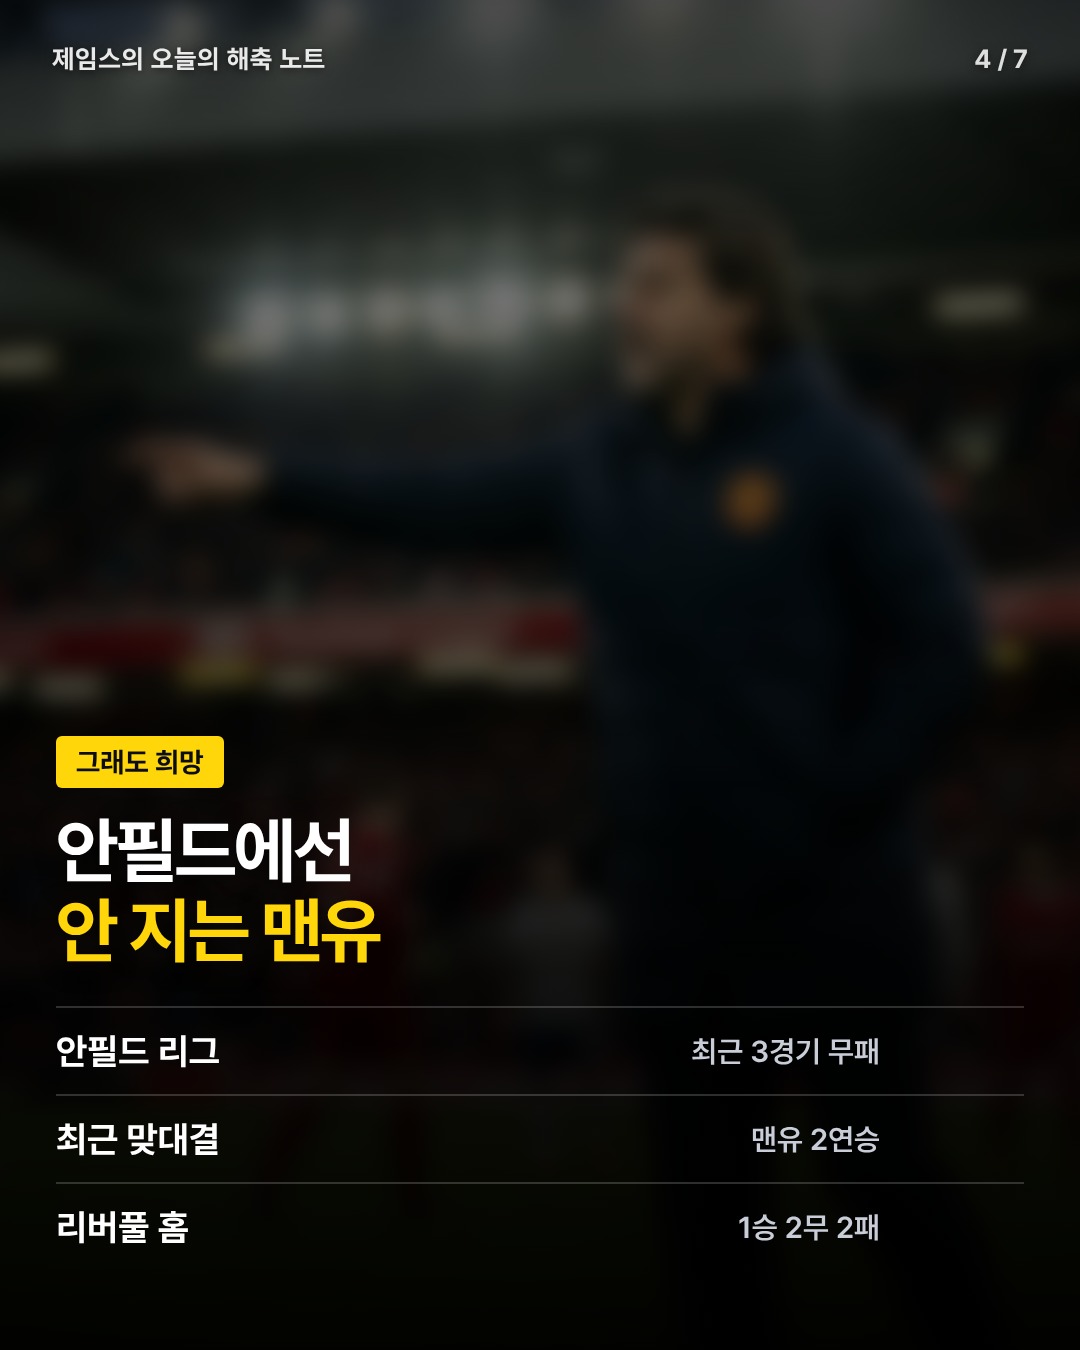 제임스의 오늘의 해축 노트
4 / 7
그래도 희망
안필드에선
안 지는 맨유
안필드 리그 최근 3경기 무패
최근 맞대결 맨유 2연승
리버풀 홈 1승 2무 2패